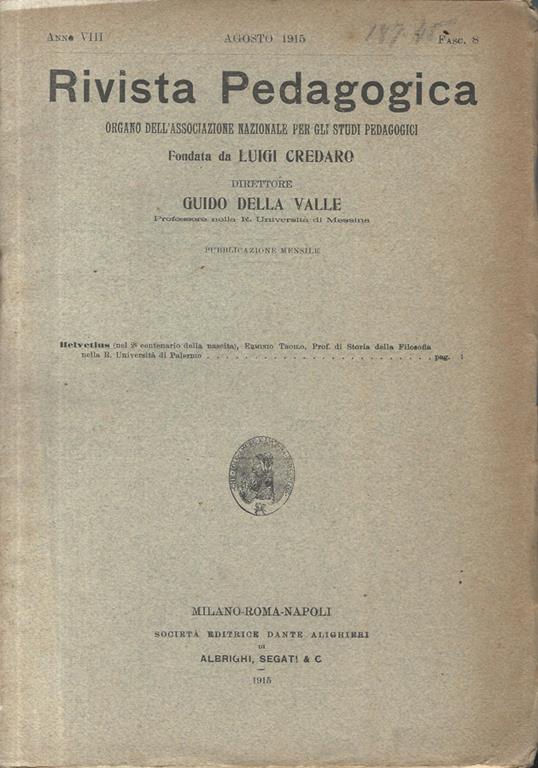 ANNO VIII AGOSTO 1915 FASC. 8
Rivista Pedagogica
ORGANO DELL'ASSOCIAZIONE NAZIONALE PER GLI STUDI PEDAGOGICI
Fondata da LUIGI CREDARO
DIRETTORE
GUIDO DELLA VALLE
Professore nella R. Università di Messina
PUBBLICAZIONE MENSILE
Helvetius (nel 2º centenario della nascita), ERMINIO TROILO, Prof. di Storia della Filosofia
nella R. Università di Palermo . . . . . . . . . . . . . . . . . . . . . . pag. 1
MILANO-ROMA-NAPOLI
SOCIETÀ EDITRICE DANTE ALIGHIERI
DI
ALBRIGHI, SEGATI & C
1915